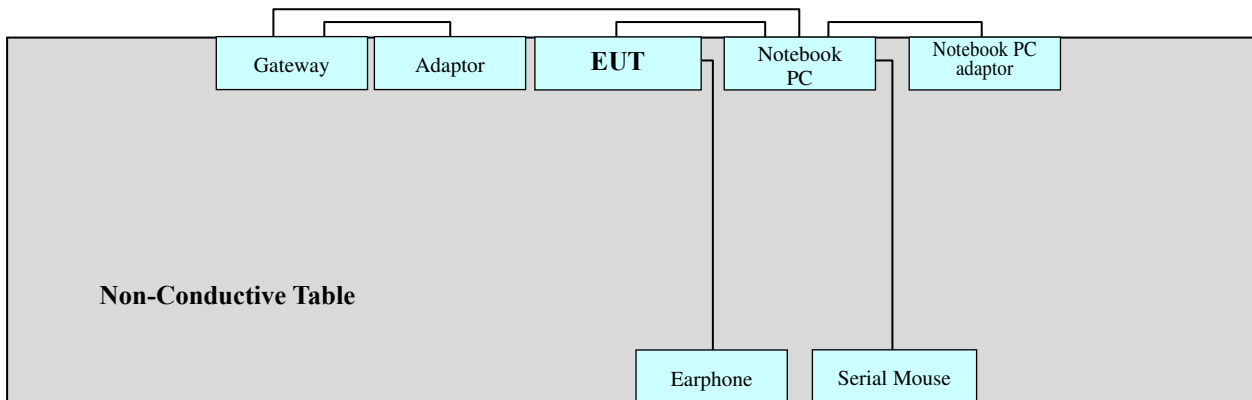 Gateway
Adaptor
EUT
Notebook
PC
Notebook PC
adaptor
Non-Conductive Table
Earphone
Serial Mouse